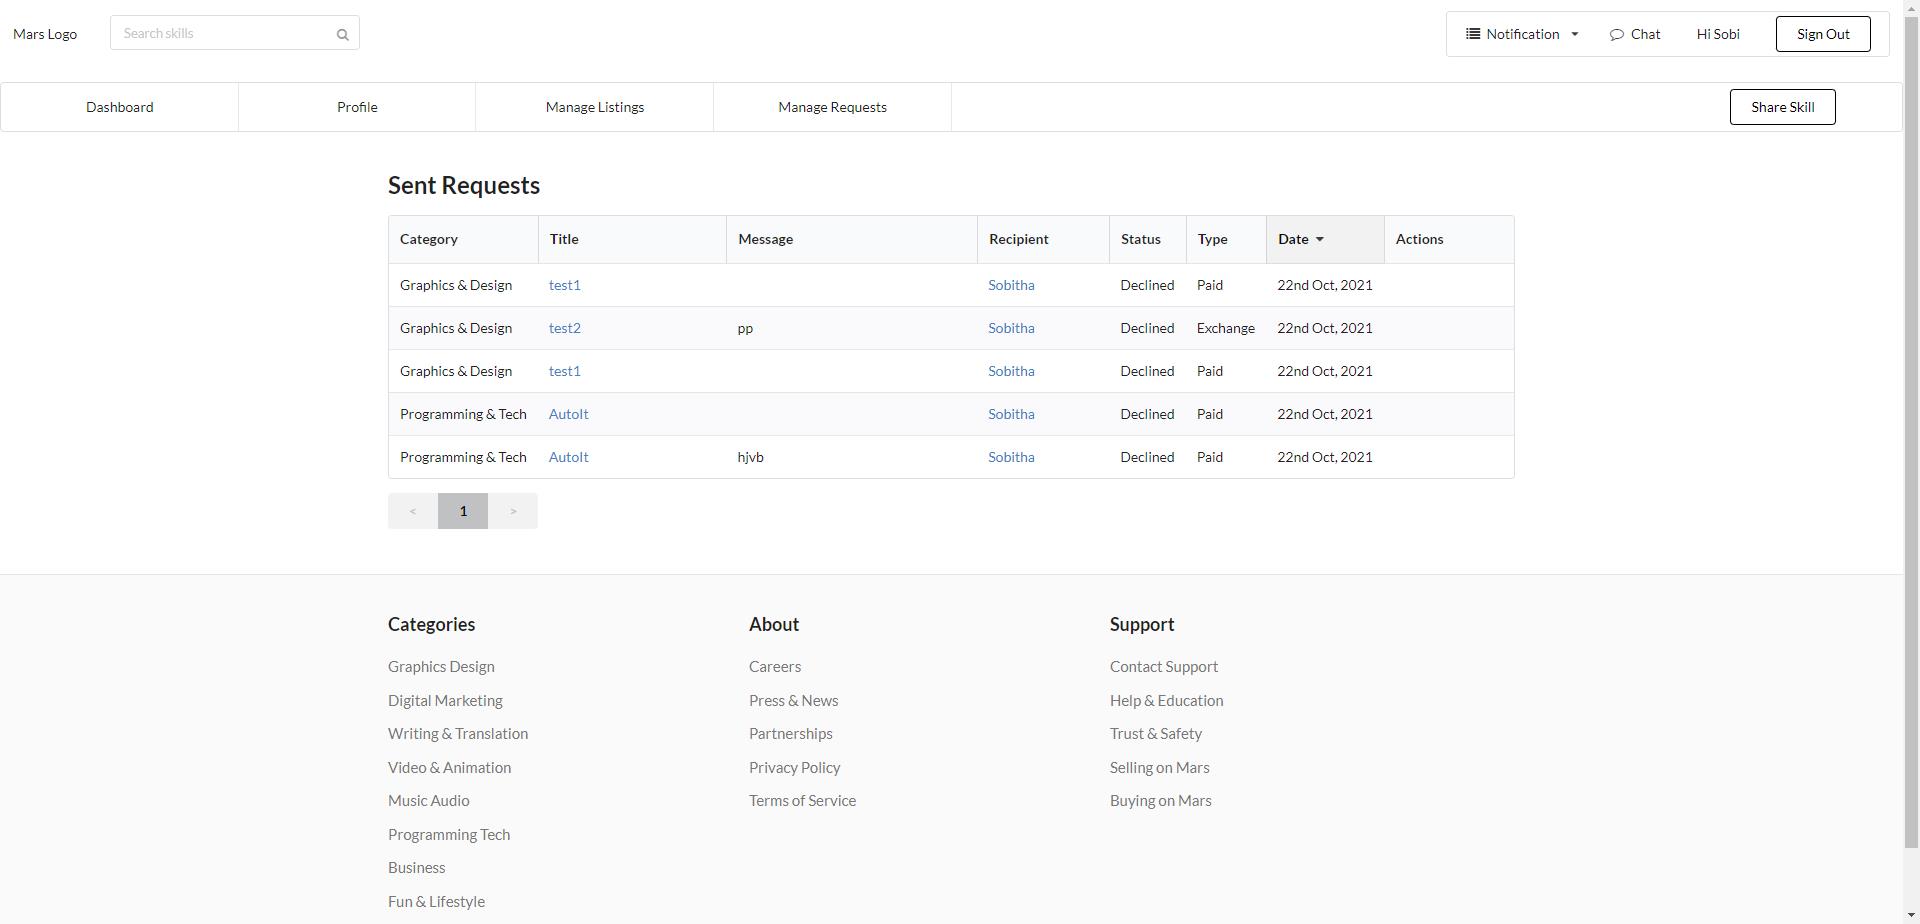 Mars Logo Search skills Notification Chat Hi Sobi Sign Out
Dashboard Profile Manage Listings Manage Requests Share Skill
Sent Requests
Category Title Message Recipient Status Type Date Actions
Graphics & Design test1 Sobitha Declined Paid 22nd Oct, 2021
Graphics & Design test2 pp Sobitha Declined Exchange 22nd Oct, 2021
Graphics & Design test1 Sobitha Declined Paid 22nd Oct, 2021
Programming & Tech AutoIt Sobitha Declined Paid 22nd Oct, 2021
Programming & Tech AutoIt hjvb Sobitha Declined Paid 22nd Oct, 2021
< 1 >
Categories About Support
Graphics Design Careers Contact Support
Digital Marketing Press & News Help & Education
Writing & Translation Partnerships Trust & Safety
Video & Animation Privacy Policy Selling on Mars
Music Audio Terms of Service Buying on Mars
Programming Tech
Business
Fun & Lifestyle